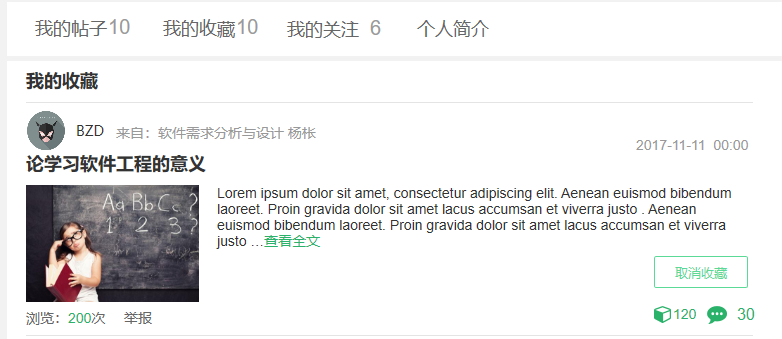 我的帖子10 我的收藏10 我的关注 6 个人简介
我的收藏
BZD 来自：软件需求分析与设计 杨枨
2017-11-11 00:00
论学习软件工程的意义
Aa Bb Cc ?
1 2 3 ?
Lorem ipsum dolor sit amet, consectetur adipiscing elit. Aenean euismod bibendum
laoreet. Proin gravida dolor sit amet lacus accumsan et viverra justo . Aenean
euismod bibendum laoreet. Proin gravida dolor sit amet lacus accumsan et viverra
justo ...查看全文
取消收藏
浏览：200次 举报
120 30